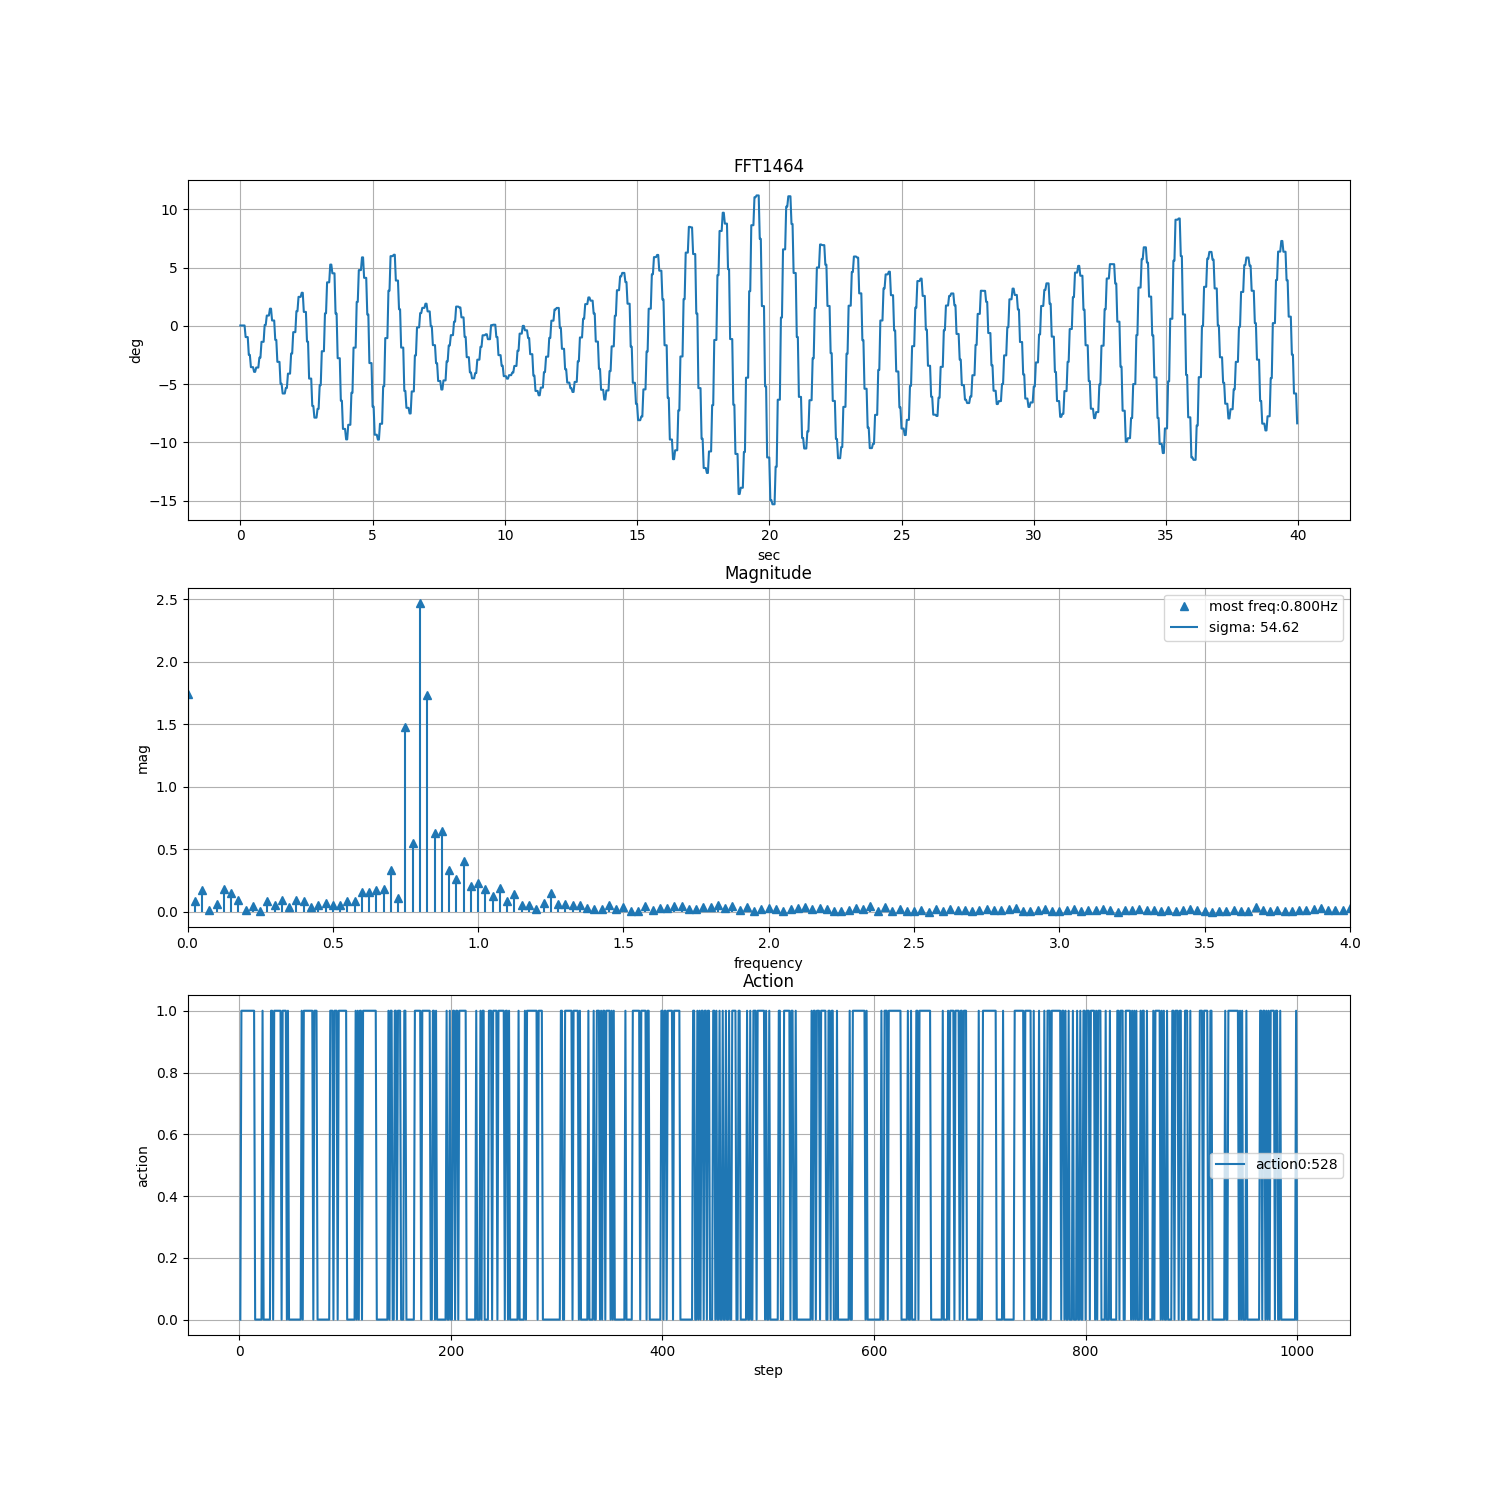 FFT1464
10
5
0
−5
−10
−15
deg
0 5 10 15 20 25 30 35 40
sec
Magnitude
2.5
2.0
1.5
1.0
0.5
0.0
mag
most freq:0.800Hz
sigma: 54.62
0.0 0.5 1.0 1.5 2.0 2.5 3.0 3.5 4.0
frequency
Action
1.0
0.8
0.6
0.4
0.2
0.0
action
action0:528
0 200 400 600 800 1000
step